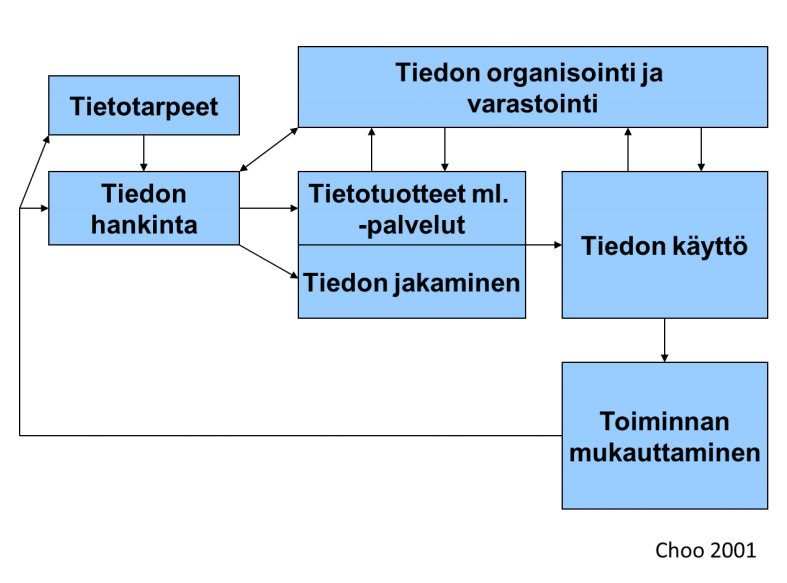 Tiedon organisointi ja
varastointi
Tietotarpeet
Tiedon
hankinta
Tietotuotteet ml.
-palvelut
Tiedon jakaminen
Tiedon käyttö
Toiminnan
mukauttaminen
Choo 2001